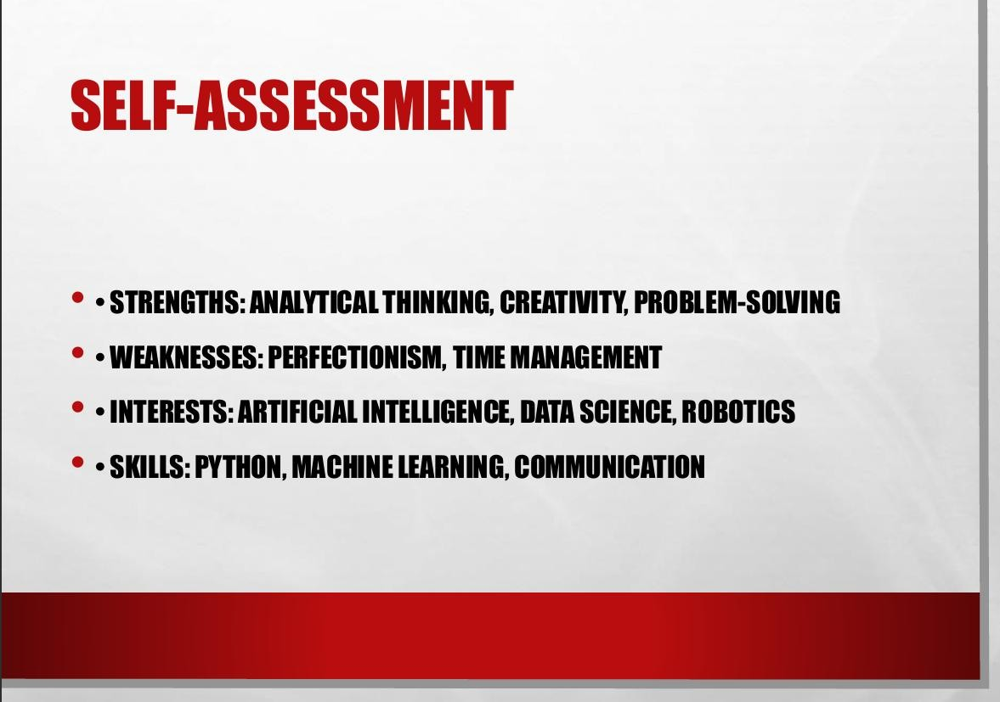 SELF-ASSESSMENT
• • STRENGTHS: ANALYTICAL THINKING, CREATIVITY, PROBLEM-SOLVING
• • WEAKNESSES: PERFECTIONISM, TIME MANAGEMENT
• • INTERESTS: ARTIFICIAL INTELLIGENCE, DATA SCIENCE, ROBOTICS
• • SKILLS: PYTHON, MACHINE LEARNING, COMMUNICATION